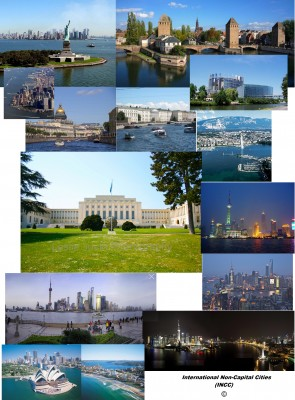 International Non-Capital Cities
(INCC)
©